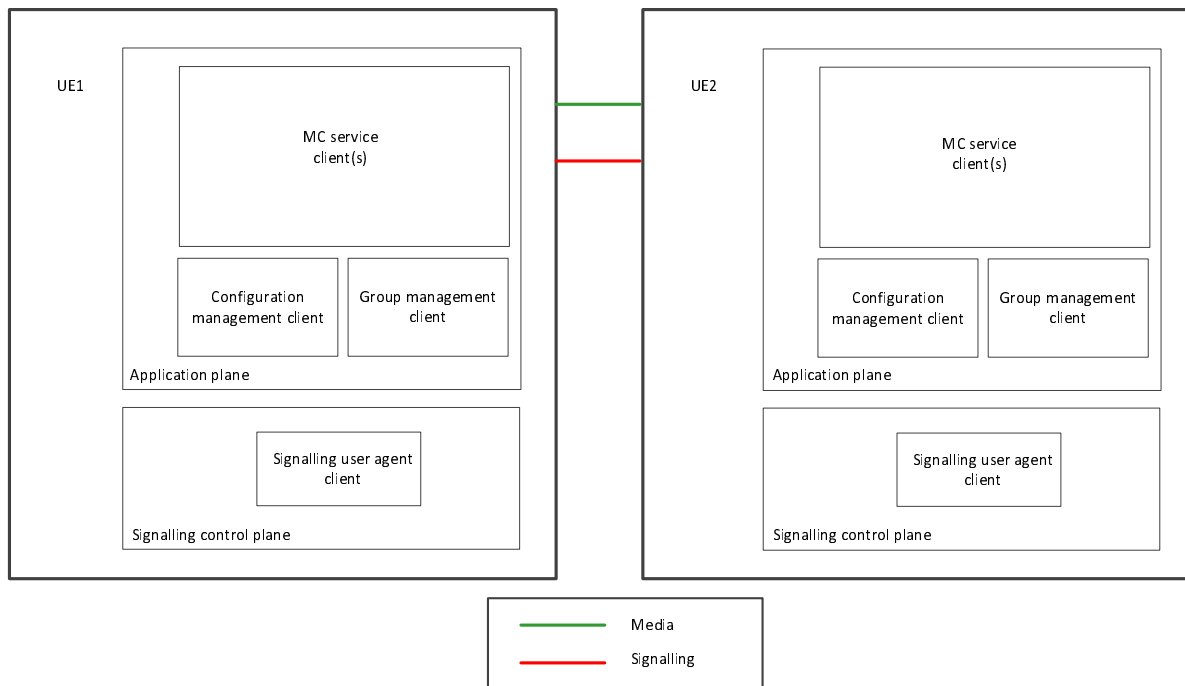 UE1
MC service
client(s)
Configuration
management client
Group management
client
Application plane
Signalling user agent
client
Signalling control plane
UE2
MC service
client(s)
Configuration
management client
Group management
client
Application plane
Signalling user agent
client
Signalling control plane
Media
Signalling